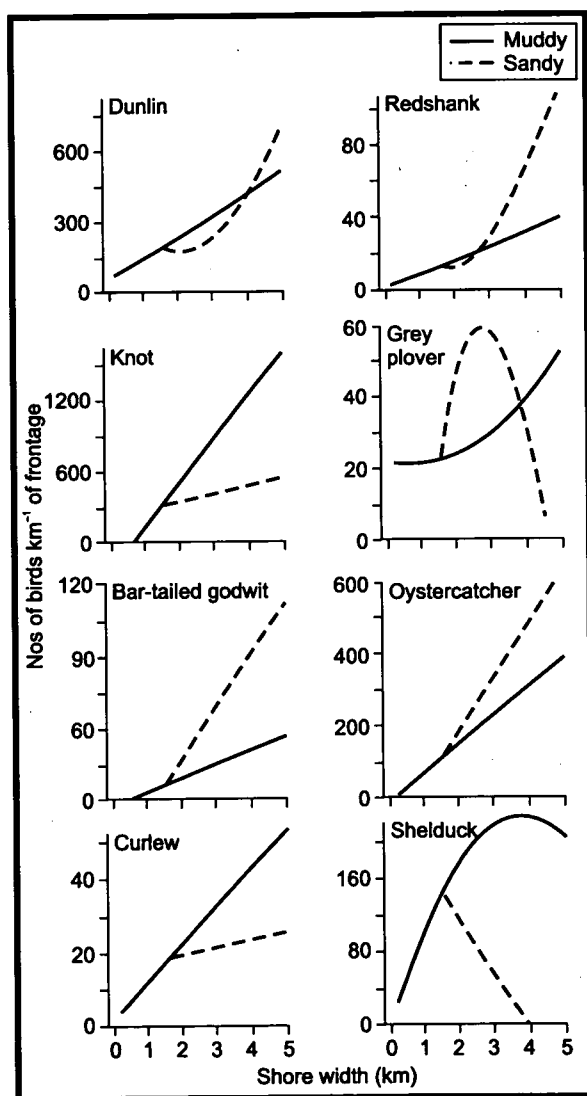 Muddy
Sandy
Dunlin
600
300
0
Redshank
80
40
0
Knot
1200
600
0
Grey
plover
60
40
20
0
Bar-tailed godwit
120
90
60
0
Oystercatcher
600
400
200
0
Curlew
40
20
0
0 1 2 3 4 5
Shelduck
160
80
0
0 1 2 3 4 5
Nos of birds km⁻¹ of frontage
Shore width (km)